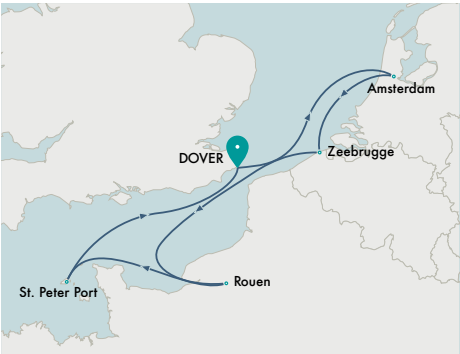 Amsterdam
DOVER
Zeebrugge
St. Peter Port
Rouen